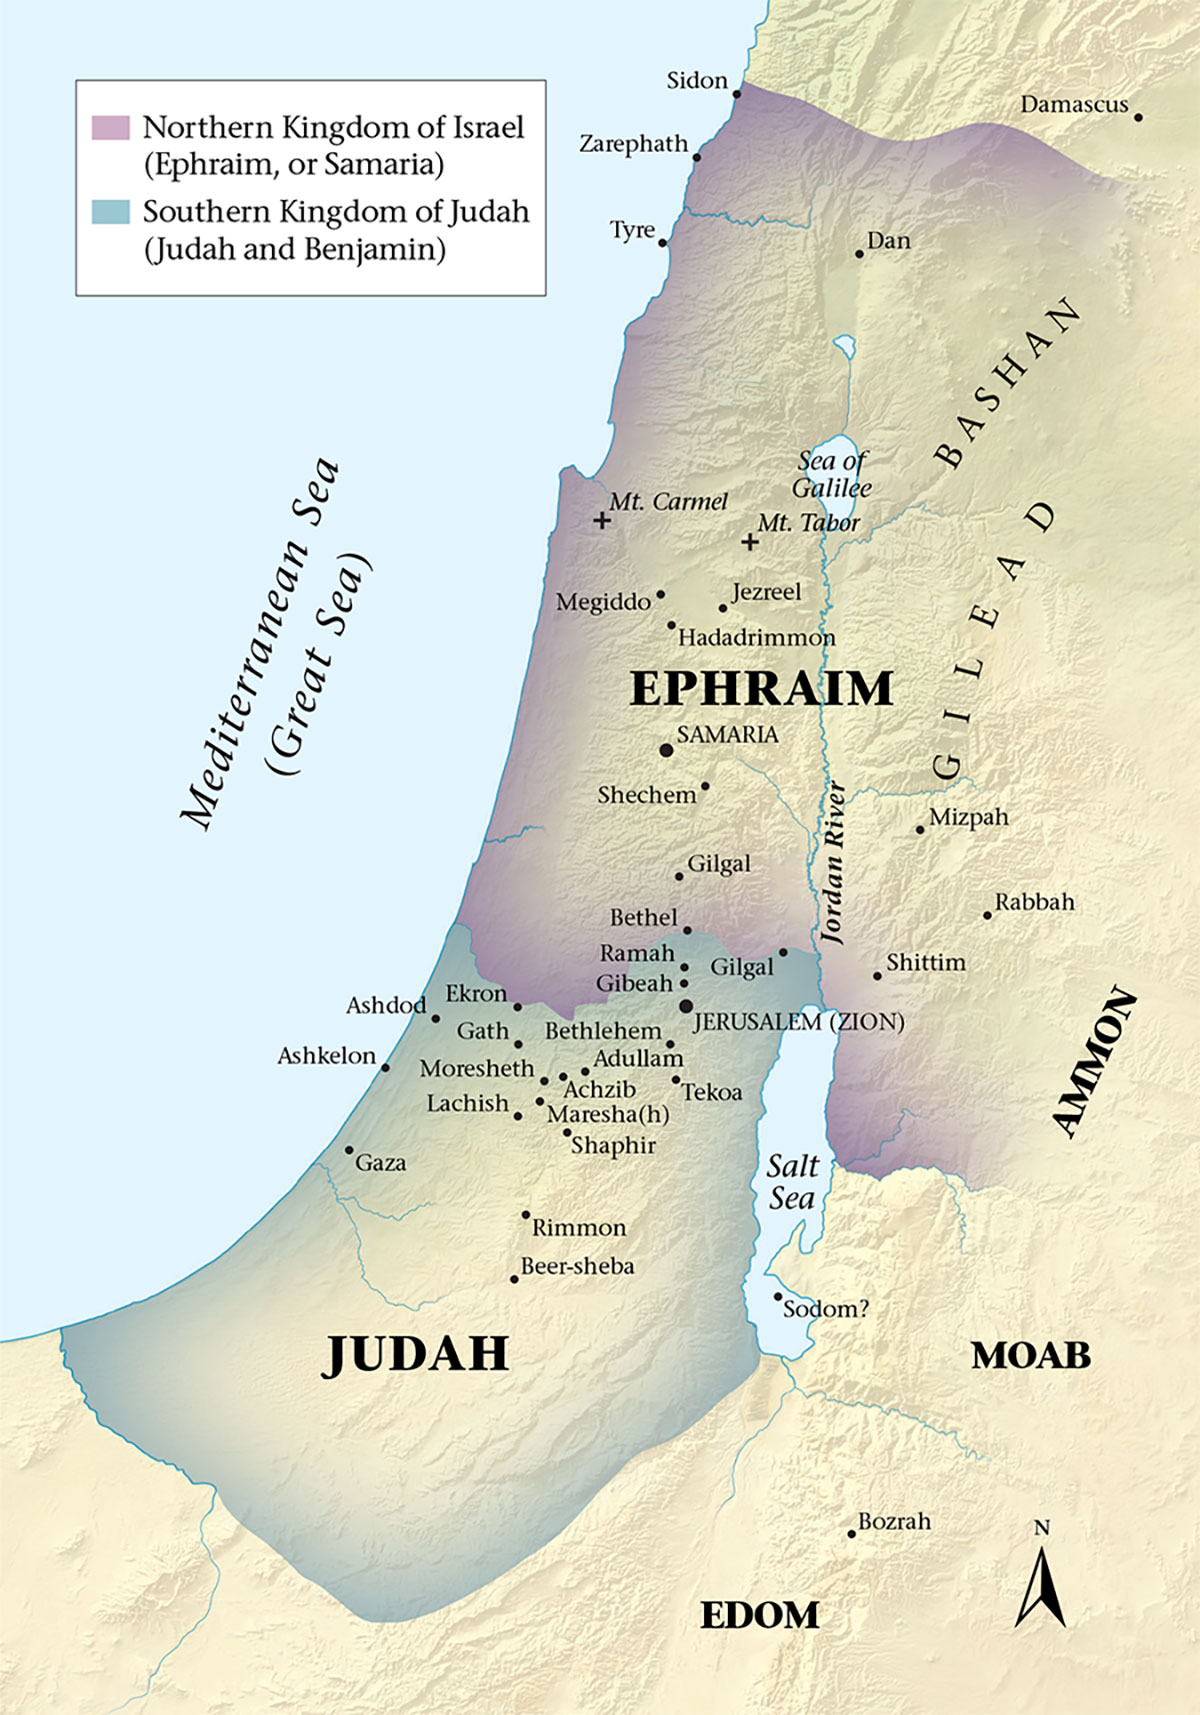 Sidon
Damascus
Northern Kingdom of Israel
(Ephraim, or Samaria)
Southern Kingdom of Judah
(Judah and Benjamin)
Zarephath
Tyre
Dan
BASHAN
Sea of
Galilee
Mt. Carmel
Mt. Tabor
GILEAD
Mediterranean Sea
(Great Sea)
Megiddo
Jezreel
Hadadrimmon
EPHRAIM
SAMARIA
Shechem
Jordan River
Mizpah
Gilgal
Rabbah
Bethel
Ramah
Gilgal
Shittim
Gibeah
Ekron
Ashdod
JERUSALEM (ZION)
Gath
Bethlehem
AMMON
Ashkelon
Adullam
Moresheth
Achzib
Tekoa
Lachish
Maresha(h)
Shaphir
Gaza
Salt
Sea
Rimmon
Beer-sheba
Sodom?
JUDAH
MOAB
Bozrah
N
EDOM